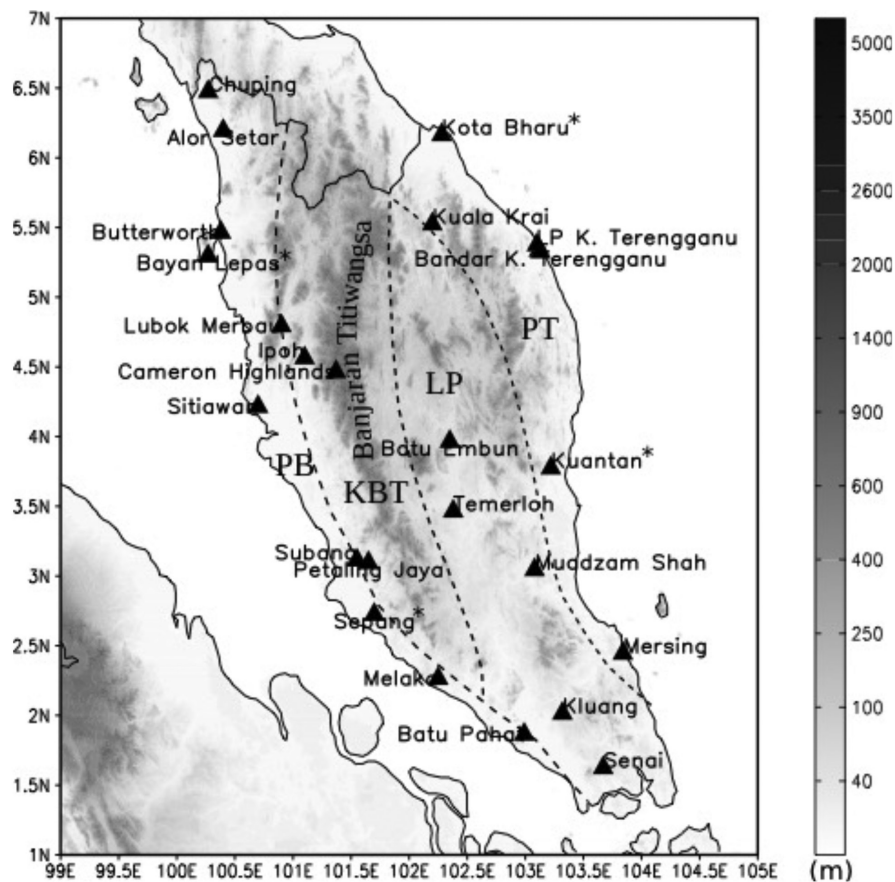 7N
6.5N
6N
5.5N
5N
4.5N
4N
3.5N
3N
2.5N
2N
1.5N
1N
99E
99.5E
100E
100.5E
101E
101.5E
102E
102.5E
103E
103.5E
104E
104.5E
105E
Chuping
Alor Setar
Kota Bharu*
Butterworth
Bayan Lepas*
Kuala Krai
LP K. Terengganu
Bandar K. Terengganu
Lubok Merbau
Ipoh
Cameron Highlands
Sitiawan
Banjaran Titiwangsa
PT
LP
PB
KBT
Batu Embun
Kuantan*
Temerloh
Subang
Petaling Jaya
Muadzam Shah
Sepang*
Mersing
Melaka
Kluang
Batu Pahat
Senai
5000
3500
2600
2000
1400
900
600
400
250
100
40
(m)